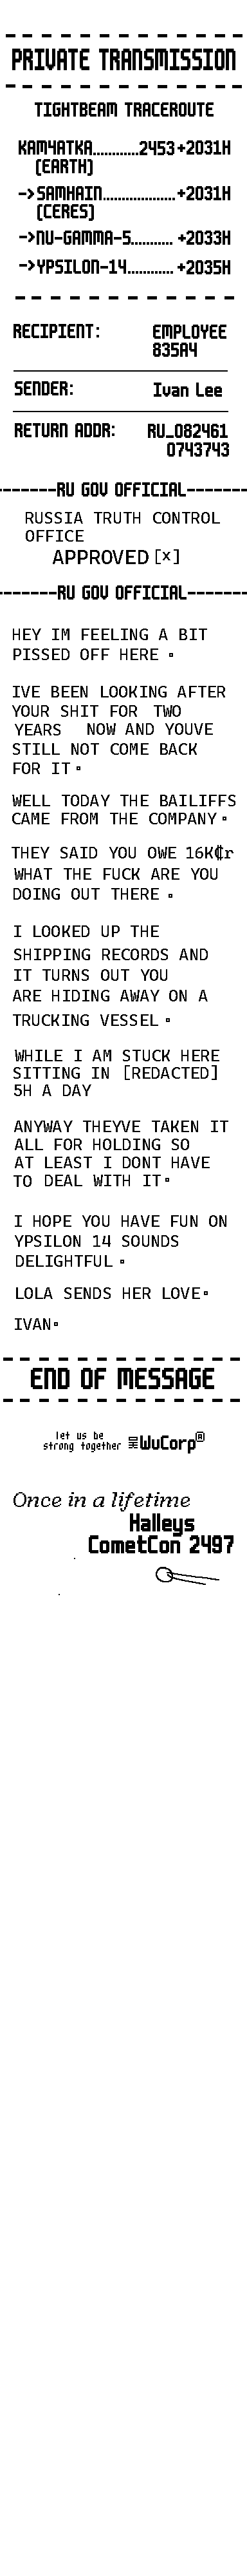 PRIVATE TRANSMISSION
TIGHTBEAM TRACEROUTE
KAM4ATKA...........2453+2031H
(EARTH)
->SAMHAIN..................+2031H
(CERES)
->NU-GAMMA-5.......... +2033H
->YPSILON-14........... +2035H
RECIPIENT: EMPLOYEE
835A4
SENDER: Ivan Lee
RETURN ADDR: RU_082461
0743743
-------RU GOV OFFICIAL-------
RUSSIA TRUTH CONTROL
OFFICE
APPROVED [x]
-------RU GOV OFFICIAL-------
HEY IM FEELING A BIT
PISSED OFF HERE .
IVE BEEN LOOKING AFTER
YOUR SHIT FOR TWO
YEARS NOW AND YOUVE
STILL NOT COME BACK
FOR IT.
WELL TODAY THE BAILIFFS
CAME FROM THE COMPANY.
THEY SAID YOU OWE 16K₵r
WHAT THE FUCK ARE YOU
DOING OUT THERE .
I LOOKED UP THE
SHIPPING RECORDS AND
IT TURNS OUT YOU
ARE HIDING AWAY ON A
TRUCKING VESSEL .
WHILE I AM STUCK HERE
SITTING IN [REDACTED]
5H A DAY
ANYWAY THEYVE TAKEN IT
ALL FOR HOLDING SO
AT LEAST I DONT HAVE
TO DEAL WITH IT.
I HOPE YOU HAVE FUN ON
YPSILON 14 SOUNDS
DELIGHTFUL .
LOLA SENDS HER LOVE.
IVAN.
END OF MESSAGE
let us be
strong together WuCorp®
Once in a lifetime
Halleys
CometCon 2497